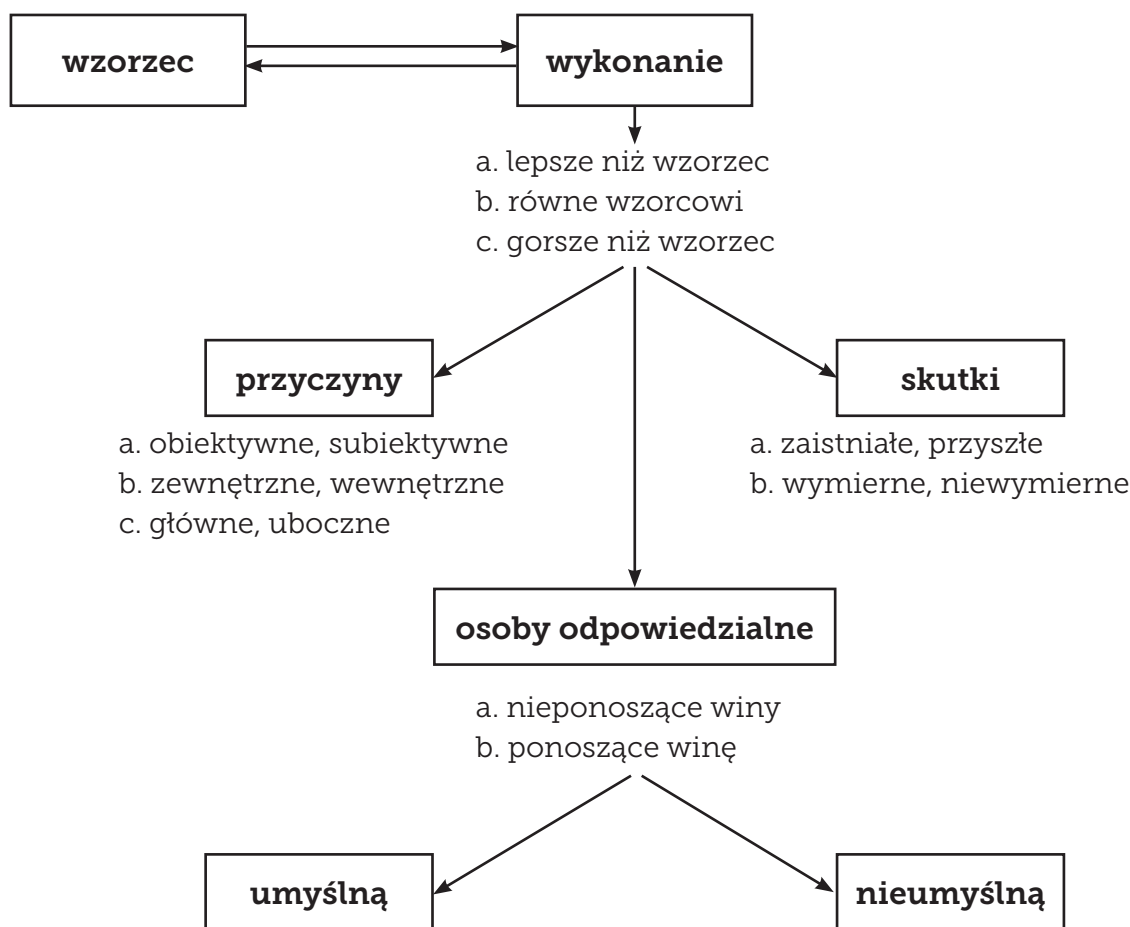 wzorzec
wykonanie
a. lepsze niż wzorzec
b. równe wzorcowi
c. gorsze niż wzorzec
przyczyny
a. obiektywne, subiektywne
b. zewnętrzne, wewnętrzne
c. główne, uboczne
skutki
a. zaistniałe, przyszłe
b. wymierne, niewymierne
osoby odpowiedzialne
a. nieponoszące winy
b. ponoszące winę
umyślną
nieumyślną